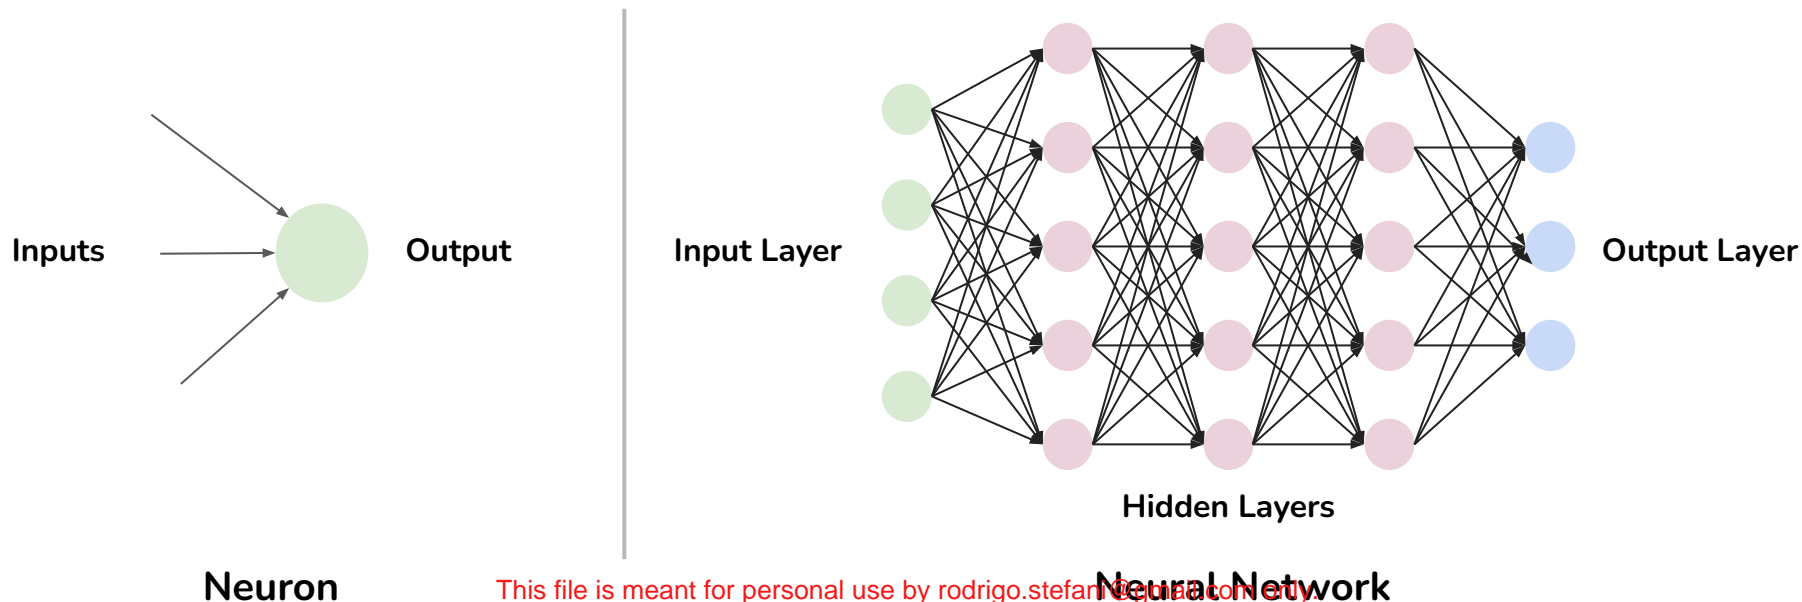 Inputs
Output
Input Layer
Output Layer
Hidden Layers
Neuron
Neural Network
This file is meant for personal use by rodrigo.stefani@gmail.com only.